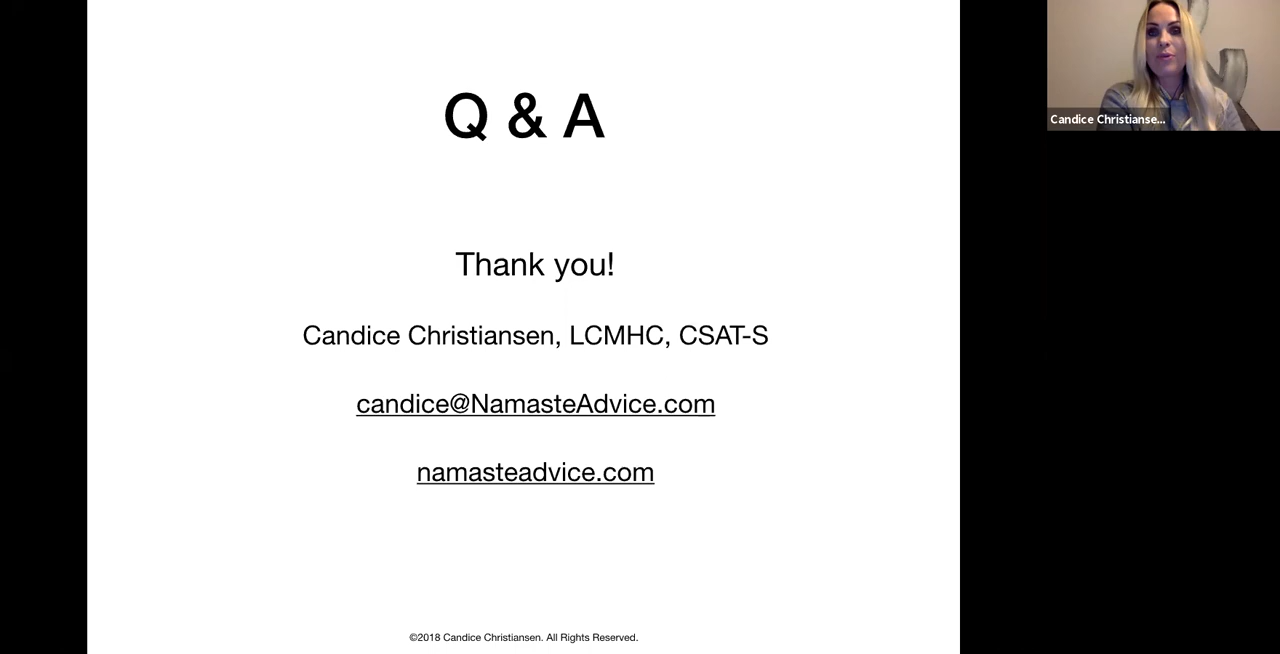 Q & A
Thank you!
Candice Christiansen, LCMHC, CSAT-S
candice@NamasteAdvice.com
namasteadvice.com
©2018 Candice Christiansen. All Rights Reserved.
Candice Christianse...